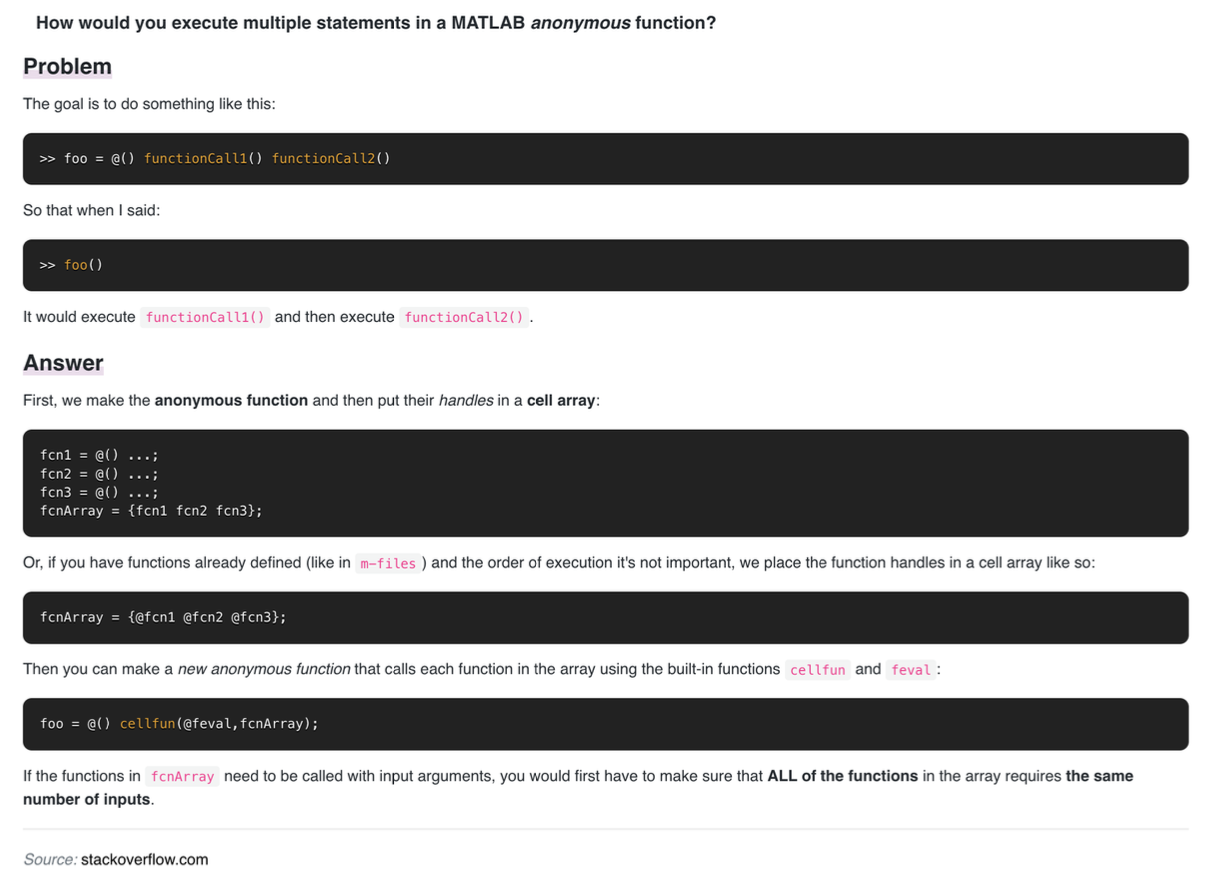 How would you execute multiple statements in a MATLAB anonymous function?
Problem
The goal is to do something like this:
>> foo = @() functionCall1() functionCall2()
So that when I said:
>> foo()
It would execute functionCall1() and then execute functionCall2() .
Answer
First, we make the anonymous function and then put their handles in a cell array:
fcn1 = @() ...;
fcn2 = @() ...;
fcn3 = @() ...;
fcnArray = {fcn1 fcn2 fcn3};
Or, if you have functions already defined (like in m-files ) and the order of execution it's not important, we place the function handles in a cell array like so:
fcnArray = {@fcn1 @fcn2 @fcn3};
Then you can make a new anonymous function that calls each function in the array using the built-in functions cellfun and feval :
foo = @() cellfun(@feval,fcnArray);
If the functions in fcnArray need to be called with input arguments, you would first have to make sure that ALL of the functions in the array requires the same
number of inputs.
Source: stackoverflow.com